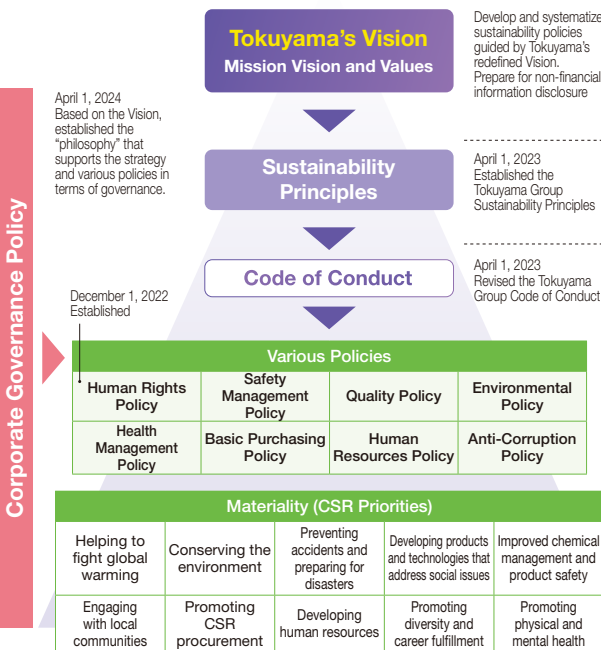 Tokuyama's Vision
Mission Vision and Values
Develop and systematize
sustainability policies
guided by Tokuyama's
redefined Vision.
Prepare for non-financial
information disclosure
April 1, 2024
Based on the Vision,
established the
“philosophy” that
supports the strategy
and various policies in
terms of governance.
Sustainability
Principles
April 1, 2023
Established the
Tokuyama Group
Sustainability Principles
Code of Conduct
April 1, 2023
Revised the Tokuyama
Group Code of Conduct
Corporate Governance Policy
December 1, 2022
Established
Various Policies
Human Rights
Policy
Safety
Management
Policy
Quality Policy
Environmental
Policy
Health
Management
Policy
Basic Purchasing
Policy
Human
Resources Policy
Anti-Corruption
Policy
Materiality (CSR Priorities)
Helping to
fight global
warming
Conserving the
environment
Preventing
accidents and
preparing for
disasters
Developing products
and technologies that
address social issues
Improved chemical
management and
product safety
Engaging
with local
communities
Promoting
CSR
procurement
Developing
human resources
Promoting
diversity and
career fulfillment
Promoting
physical and
mental health